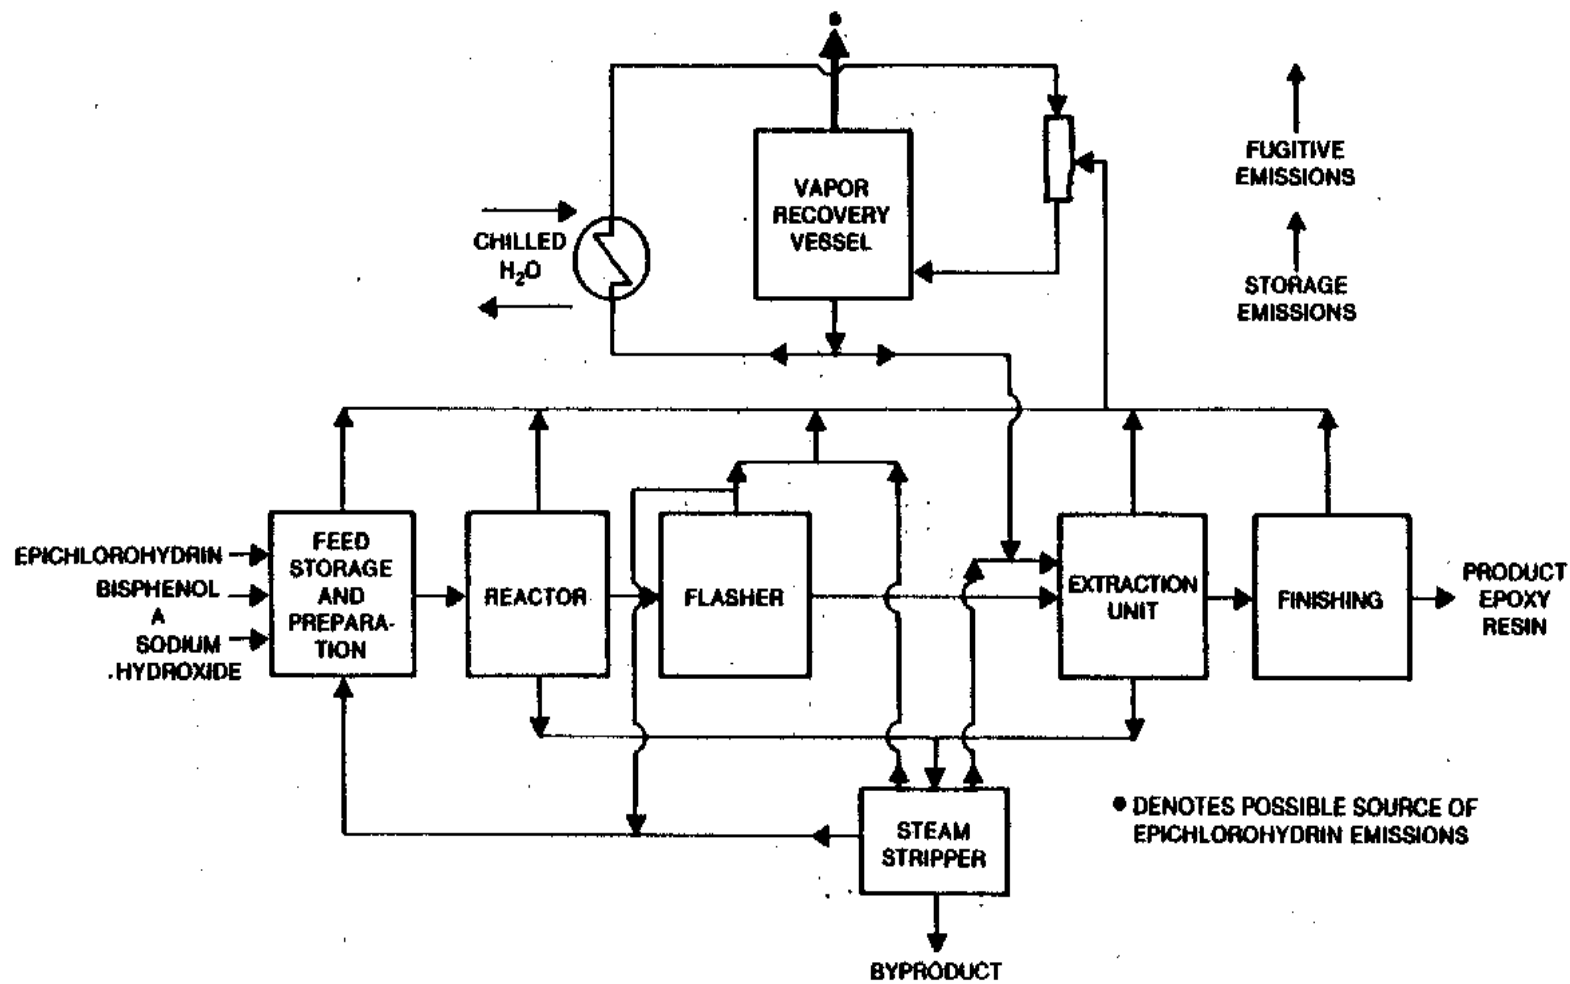 FUGITIVE
EMISSIONS
VAPOR
RECOVERY
VESSEL
CHILLED
H₂O
STORAGE
EMISSIONS
EPICHLOROHYDRIN
BISPHENOL
A
SODIUM
HYDROXIDE
FEED
STORAGE
AND
PREPARA-
TION
REACTOR
FLASHER
EXTRACTION
UNIT
FINISHING
PRODUCT
EPOXY
RESIN
STEAM
STRIPPER
● DENOTES POSSIBLE SOURCE OF
EPICHLOROHYDRIN EMISSIONS
BYPRODUCT